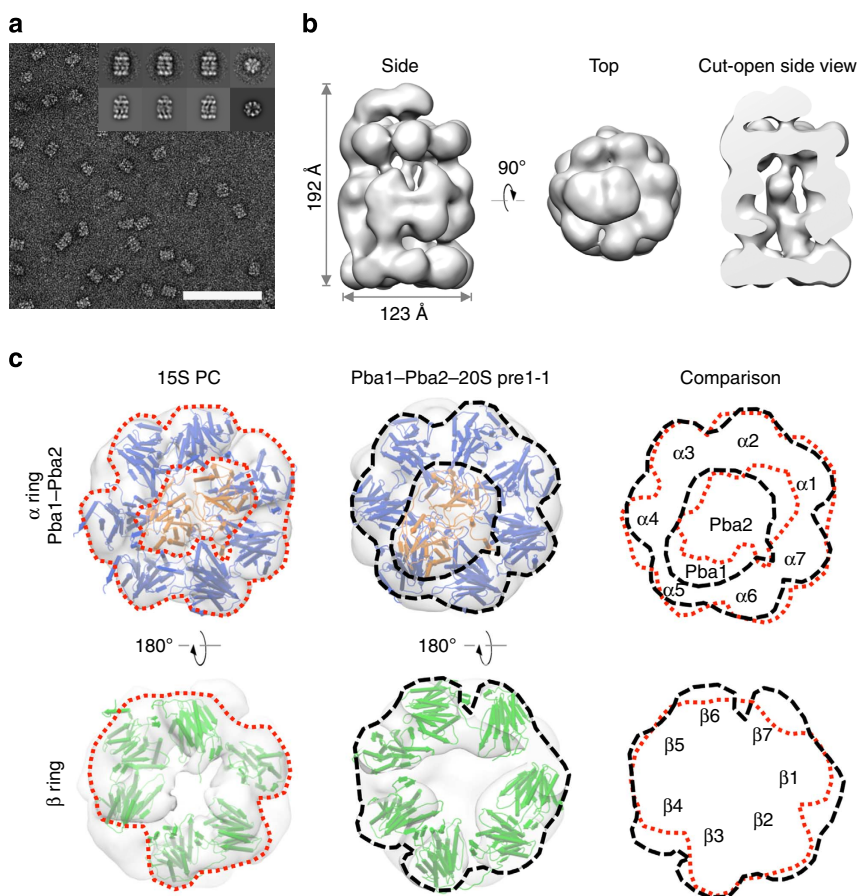 a
b
Side
Top
Cut-open side view
192 Å
90°
123 Å
c
15S PC
Pba1–Pba2–20S pre1-1
Comparison
α ring
Pba1–Pba2
α3
α2
α1
α4
Pba2
Pba1
α7
α5
α6
180°
180°
β ring
β6
β7
β5
β1
β4
β2
β3